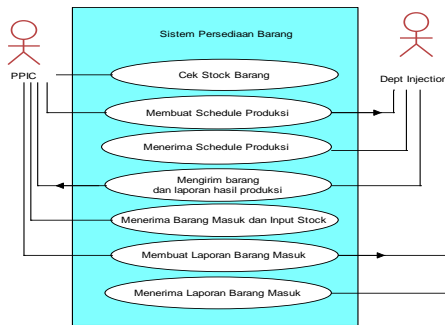 Sistem Persediaan Barang
PPIC
Dept Injection
Cek Stock Barang
Membuat Schedule Produksi
Menerima Schedule Produksi
Mengirim barang
dan laporan hasil produksi
Menerima Barang Masuk dan Input Stock
Membuat Laporan Barang Masuk
Menerima Laporan Barang Masuk